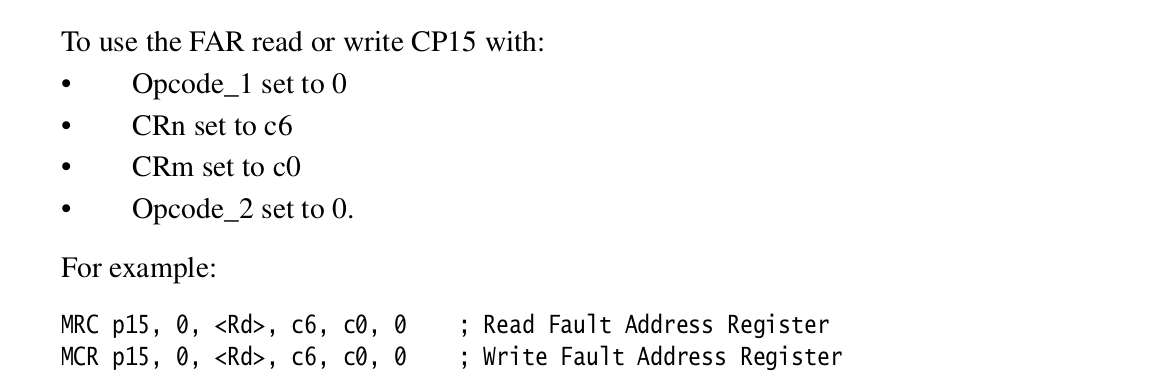 To use the FAR read or write CP15 with:
• Opcode_1 set to 0
• CRn set to c6
• CRm set to c0
• Opcode_2 set to 0.
For example:
MRC p15, 0, <Rd>, c6, c0, 0    ; Read Fault Address Register
MCR p15, 0, <Rd>, c6, c0, 0    ; Write Fault Address Register